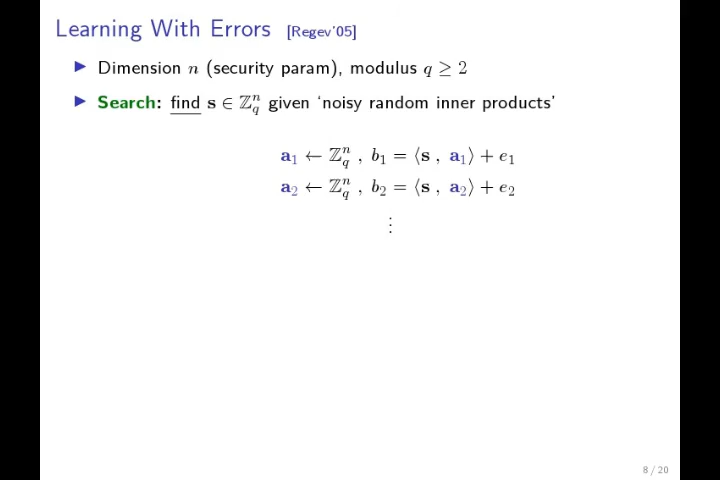 Learning With Errors [Regev'05]
▶ Dimension n (security param), modulus q ≥ 2
▶ Search: find s ∈ ℤ_q^n given ‘noisy random inner products’
a₁ ← ℤ_q^n , b₁ = ⟨s , a₁⟩ + e₁
a₂ ← ℤ_q^n , b₂ = ⟨s , a₂⟩ + e₂
⋮
8 / 20